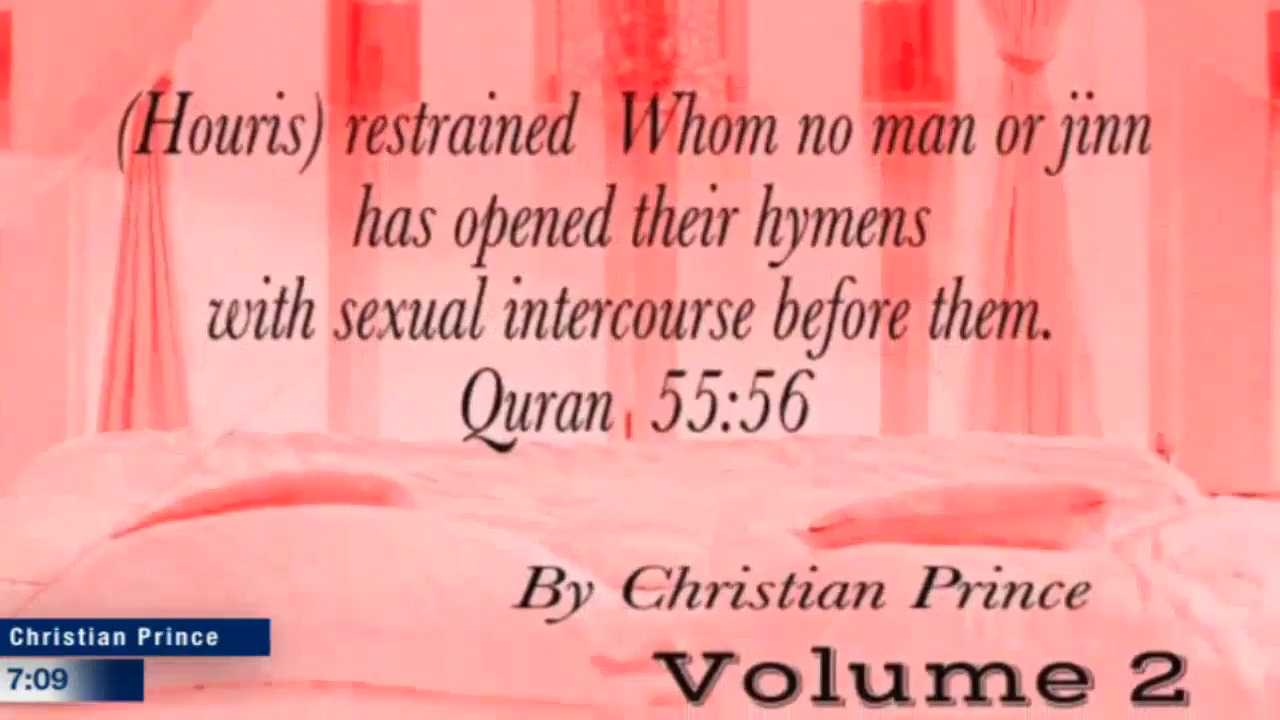 (Houris) restrained Whom no man or jinn
has opened their hymens
with sexual intercourse before them.
Quran 55:56
By Christian Prince
Volume 2
Christian Prince
7:09